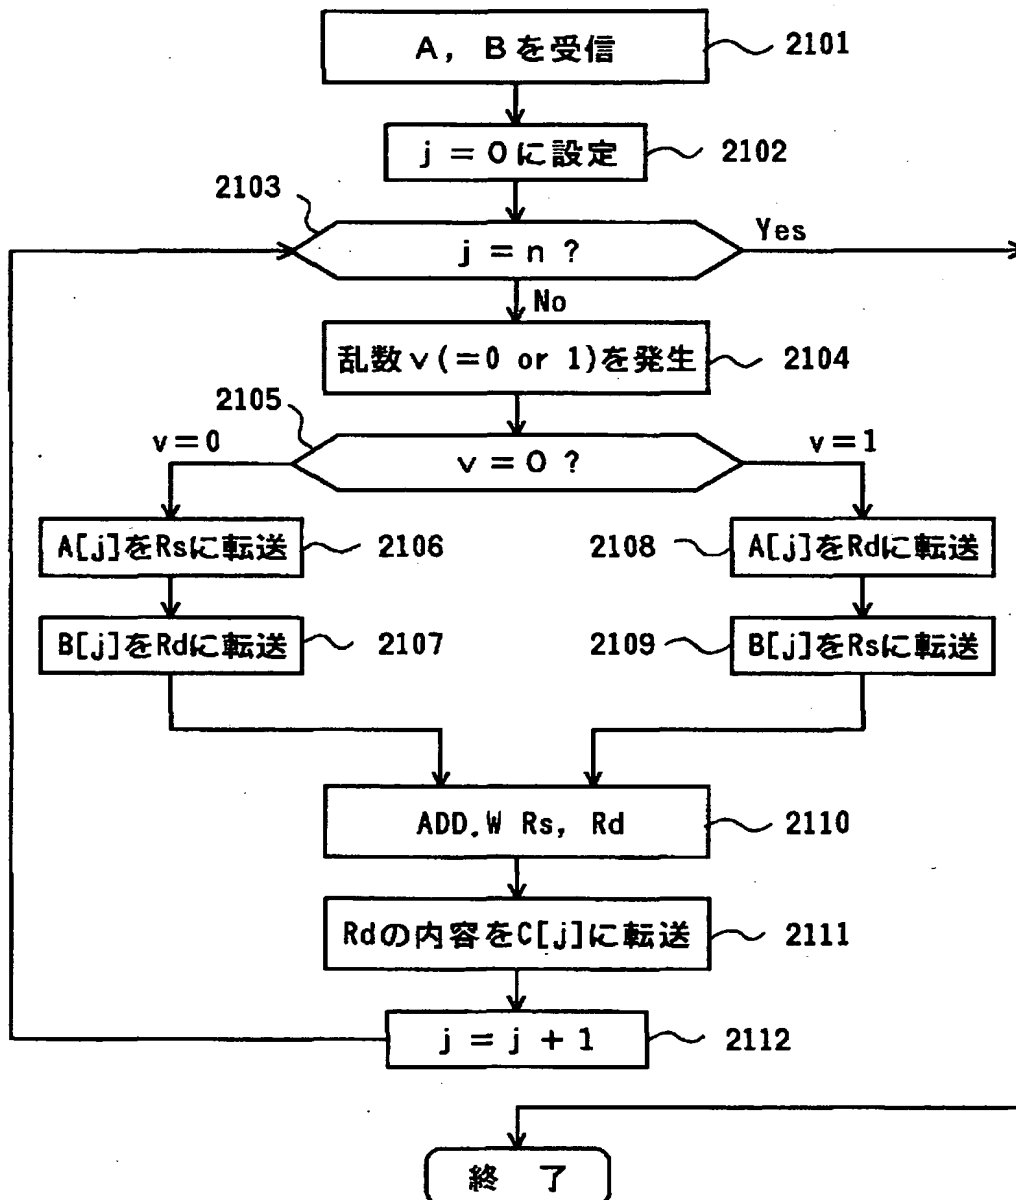 A, Bを受信
2101
j=0に設定
2102
2103
j=n?
Yes
No
乱数v(=0 or 1)を発生
2104
2105
v=0
v=0?
v=1
A[j]をRsに転送
2106
2108
A[j]をRdに転送
B[j]をRdに転送
2107
2109
B[j]をRsに転送
ADD.W Rs, Rd
2110
Rdの内容をC[j]に転送
2111
j=j+1
2112
終 了